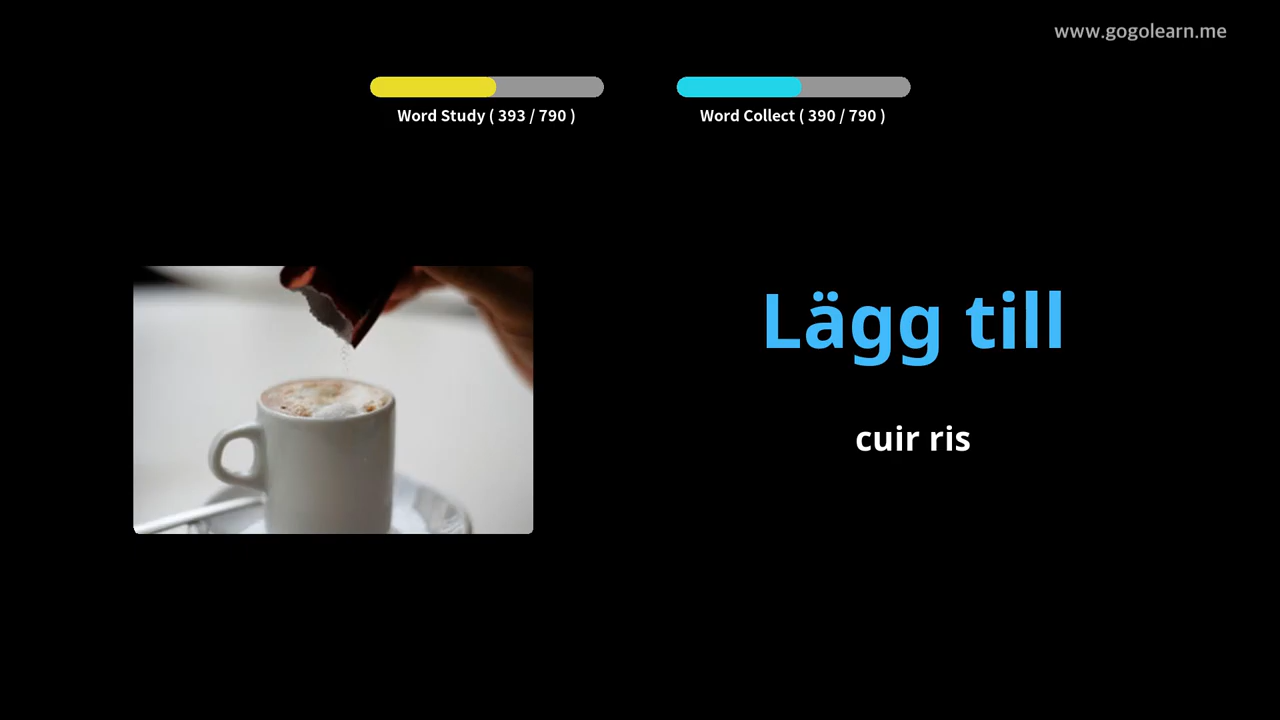 www.gogolearn.me
Word Study ( 393 / 790 )
Word Collect ( 390 / 790 )
Lägg till
cuir ris